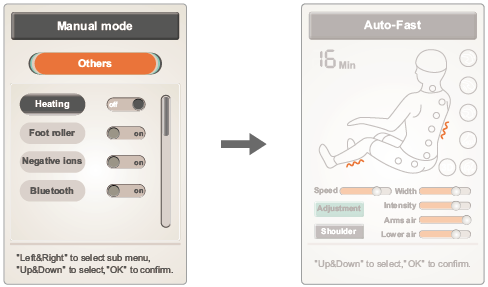 Manual mode
Others
Heating
off
Foot roller
on
Negative ions
on
Bluetooth
on
"Left&Right" to select sub menu,
"Up&Down" to select,"OK" to confirm.
Auto-Fast
16 Min
Speed
Width
Adjustment
Intensity
Arms air
Shoulder
Lower air
"Up&Down" to select,"OK" to confirm.